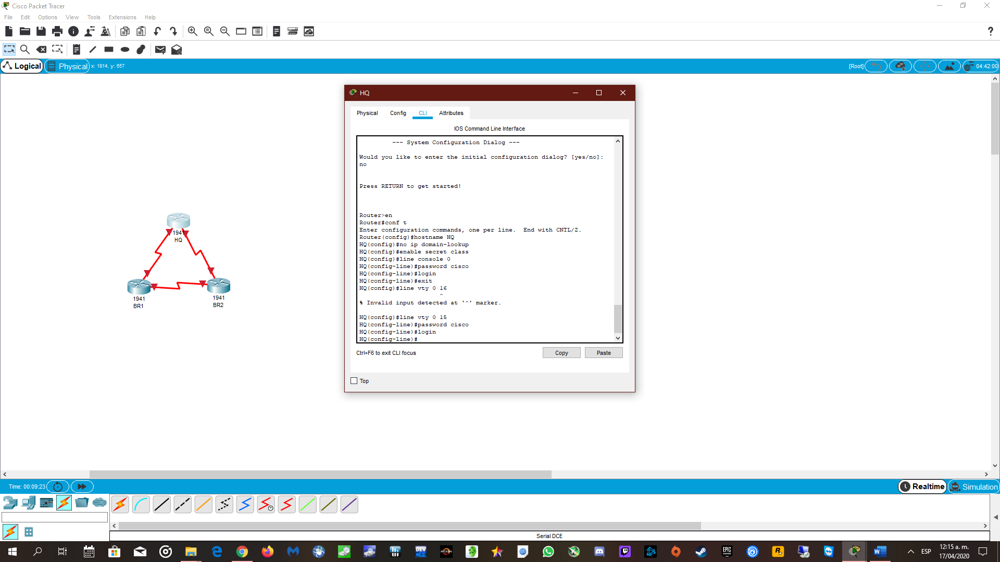 Cisco Packet Tracer
File Edit Options View Tools Extensions Help
Logical
Physical
x: 1814, y: 657
[Root]
04:42:00
HQ
Physical Config CLI Attributes
IOS Command Line Interface
--- System Configuration Dialog ---
Would you like to enter the initial configuration dialog? [yes/no]:
no
Press RETURN to get started!
Router>en
Router#conf t
Enter configuration commands, one per line.  End with CNTL/Z.
Router(config)#hostname HQ
HQ(config)#no ip domain-lookup
HQ(config)#enable secret class
HQ(config)#line console 0
HQ(config-line)#password cisco
HQ(config-line)#login
HQ(config-line)#exit
HQ(config)#line vty 0 16
^
% Invalid input detected at '^' marker.
HQ(config)#line vty 0 15
HQ(config-line)#password cisco
HQ(config-line)#login
HQ(config-line)#
Ctrl+F6 to exit CLI focus
Copy
Paste
Top
1941
HQ
1941
BR1
1941
BR2
Time: 00:09:23
Realtime
Simulation
Serial DCE
DEV
RYZEN
EPIC
GAMES
ESP
12:15 a. m.
17/04/2020